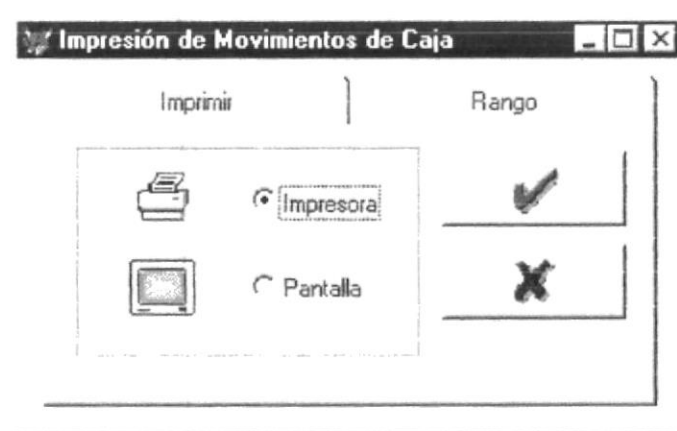 Impresión de Movimientos de Caja
Imprimir
Rango
Impresora
Pantalla